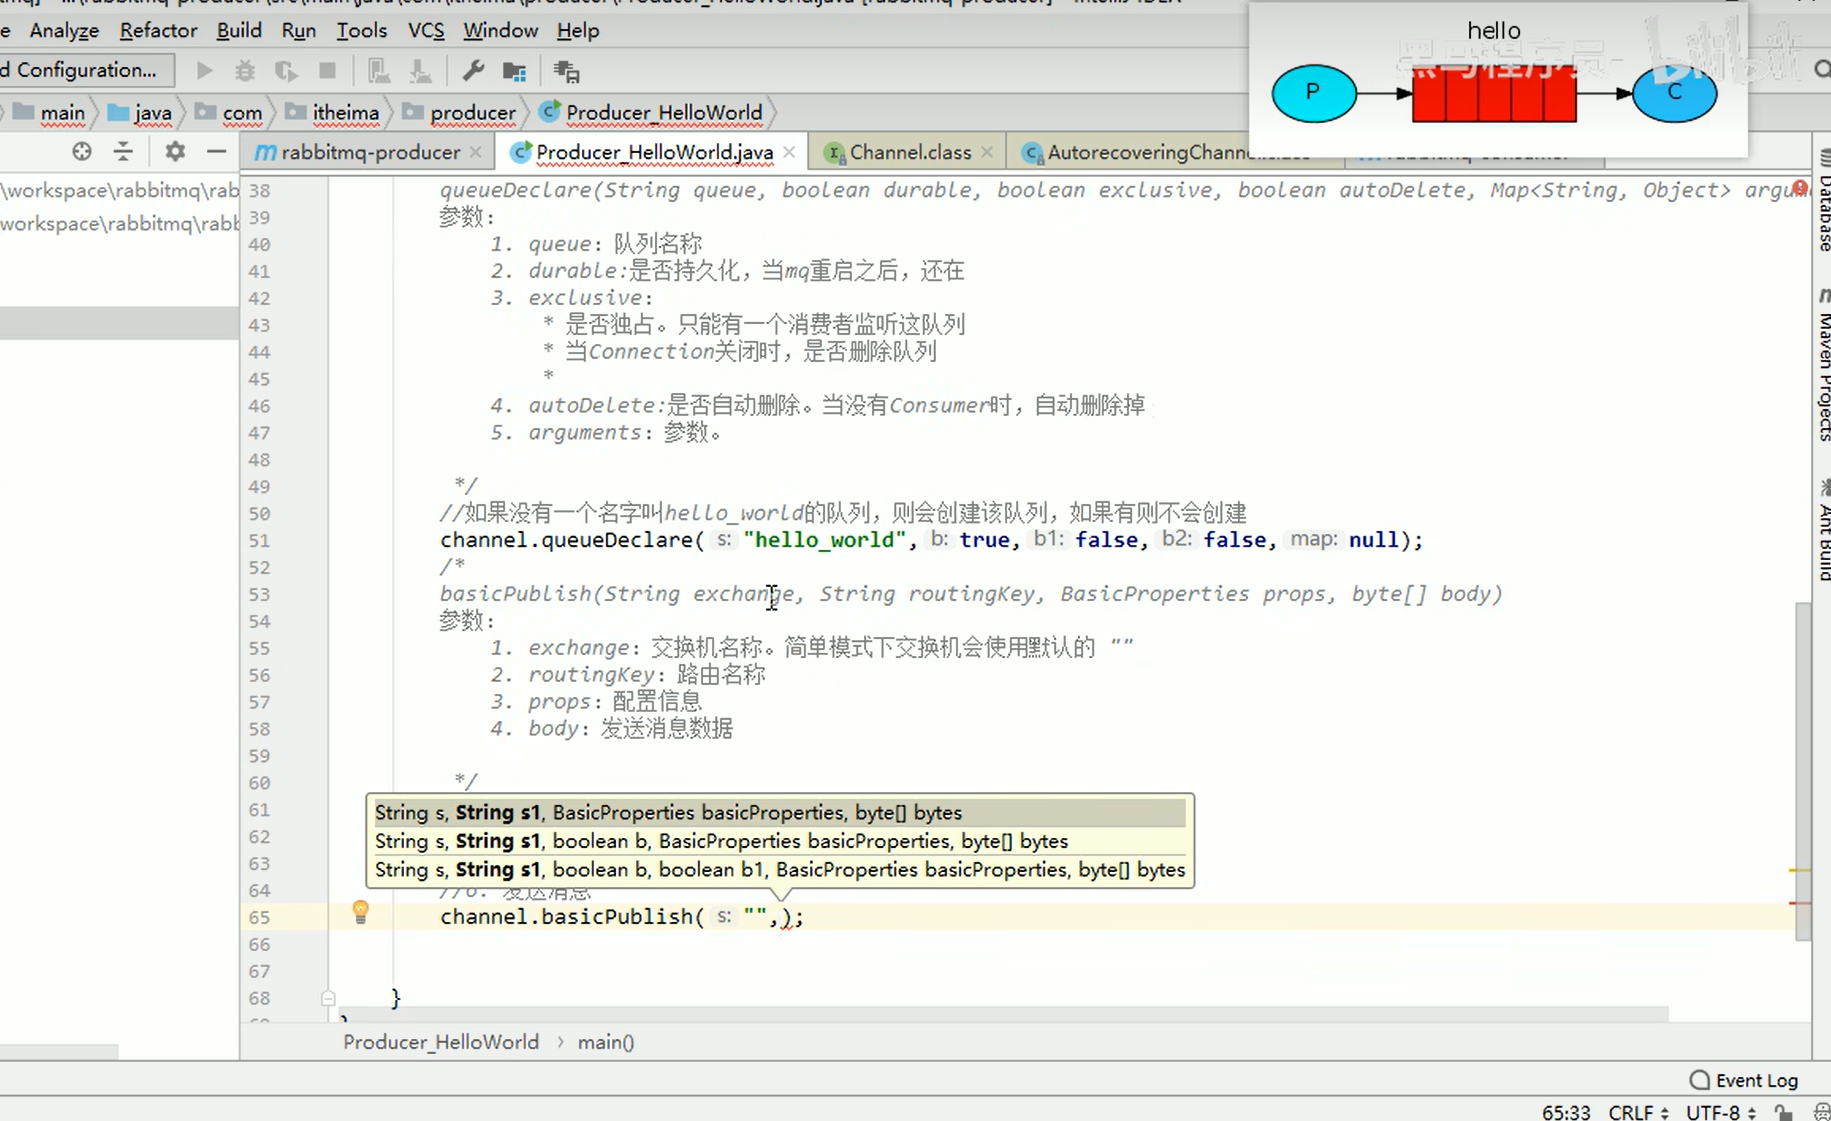 Analyze Refactor Build Run Tools VCS Window Help
d Configuration...
main java com itheima producer Producer_HelloWorld
hello
P C
rabbitmq-producer Producer_HelloWorld.java Channel.class
\workspace\rabbitmq\rab
workspace\rabbitmq\rabb
38 queueDeclare(String queue, boolean durable, boolean exclusive, boolean autoDelete, Map<String, Object> argum
39 参数：
40 1. queue：队列名称
41 2. durable:是否持久化，当mq重启之后，还在
42 3. exclusive：
43 * 是否独占。只能有一个消费者监听这队列
44 * 当Connection关闭时，是否删除队列
45 *
46 4. autoDelete:是否自动删除。当没有Consumer时，自动删除掉
47 5. arguments：参数。
48
49 */
50 //如果没有一个名字叫hello_world的队列，则会创建该队列，如果有则不会创建
51 channel.queueDeclare( s: "hello_world", b: true, b1: false, b2: false, map: null);
52 /*
53 basicPublish(String exchange, String routingKey, BasicProperties props, byte[] body)
54 参数：
55 1. exchange：交换机名称。简单模式下交换机会使用默认的 ""
56 2. routingKey：路由名称
57 3. props：配置信息
58 4. body：发送消息数据
59
60 */
61 String s, String s1, BasicProperties basicProperties, byte[] bytes
62 String s, String s1, boolean b, BasicProperties basicProperties, byte[] bytes
63 String s, String s1, boolean b, boolean b1, BasicProperties basicProperties, byte[] bytes
64 //6. 发送消息
65 channel.basicPublish( s: "",);
66
67
68 }
Producer_HelloWorld › main()
Database
Maven Projects
Ant Build
Event Log
65:33 CRLF UTF-8